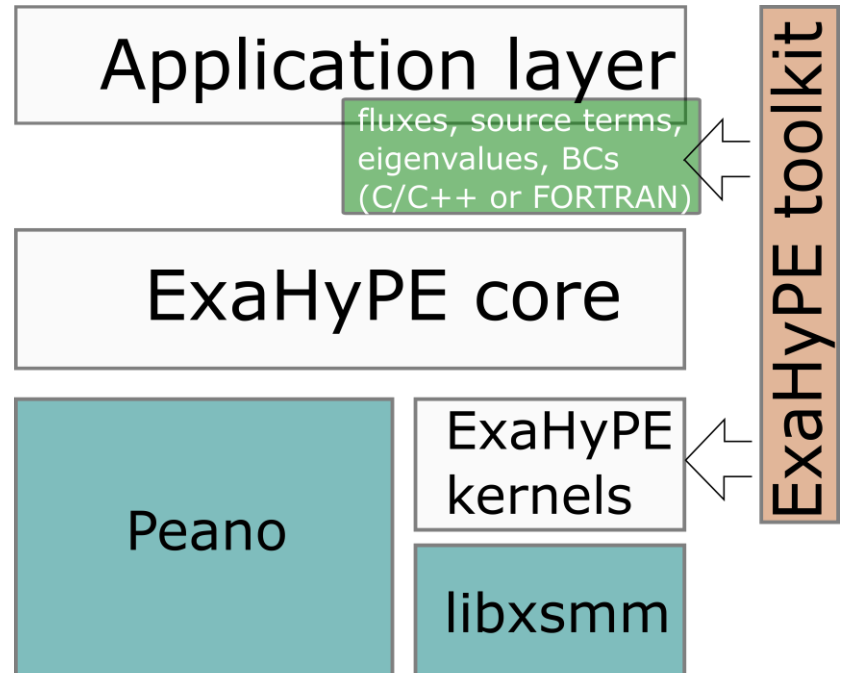 Application layer
fluxes, source terms,
eigenvalues, BCs
(C/C++ or FORTRAN)
ExaHyPE core
Peano
ExaHyPE
kernels
libxsmm
ExaHyPE toolkit